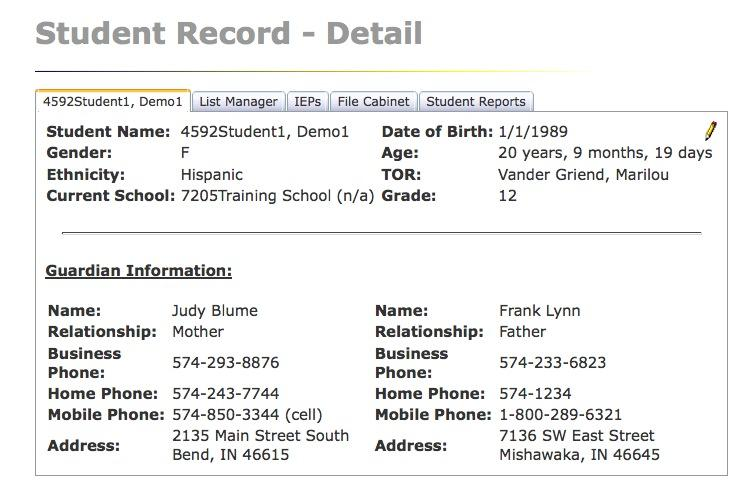 Student Record - Detail
4592Student1, Demo1 List Manager IEPs File Cabinet Student Reports
Student Name: 4592Student1, Demo1 Date of Birth: 1/1/1989
Gender: F Age: 20 years, 9 months, 19 days
Ethnicity: Hispanic TOR: Vander Griend, Marilou
Current School: 7205Training School (n/a) Grade: 12
Guardian Information:
Name: Judy Blume Name: Frank Lynn
Relationship: Mother Relationship: Father
Business Phone: 574-293-8876 Business Phone: 574-233-6823
Home Phone: 574-243-7744 Home Phone: 574-1234
Mobile Phone: 574-850-3344 (cell) Mobile Phone: 1-800-289-6321
Address: 2135 Main Street South Address: 7136 SW East Street
Bend, IN 46615 Mishawaka, IN 46645